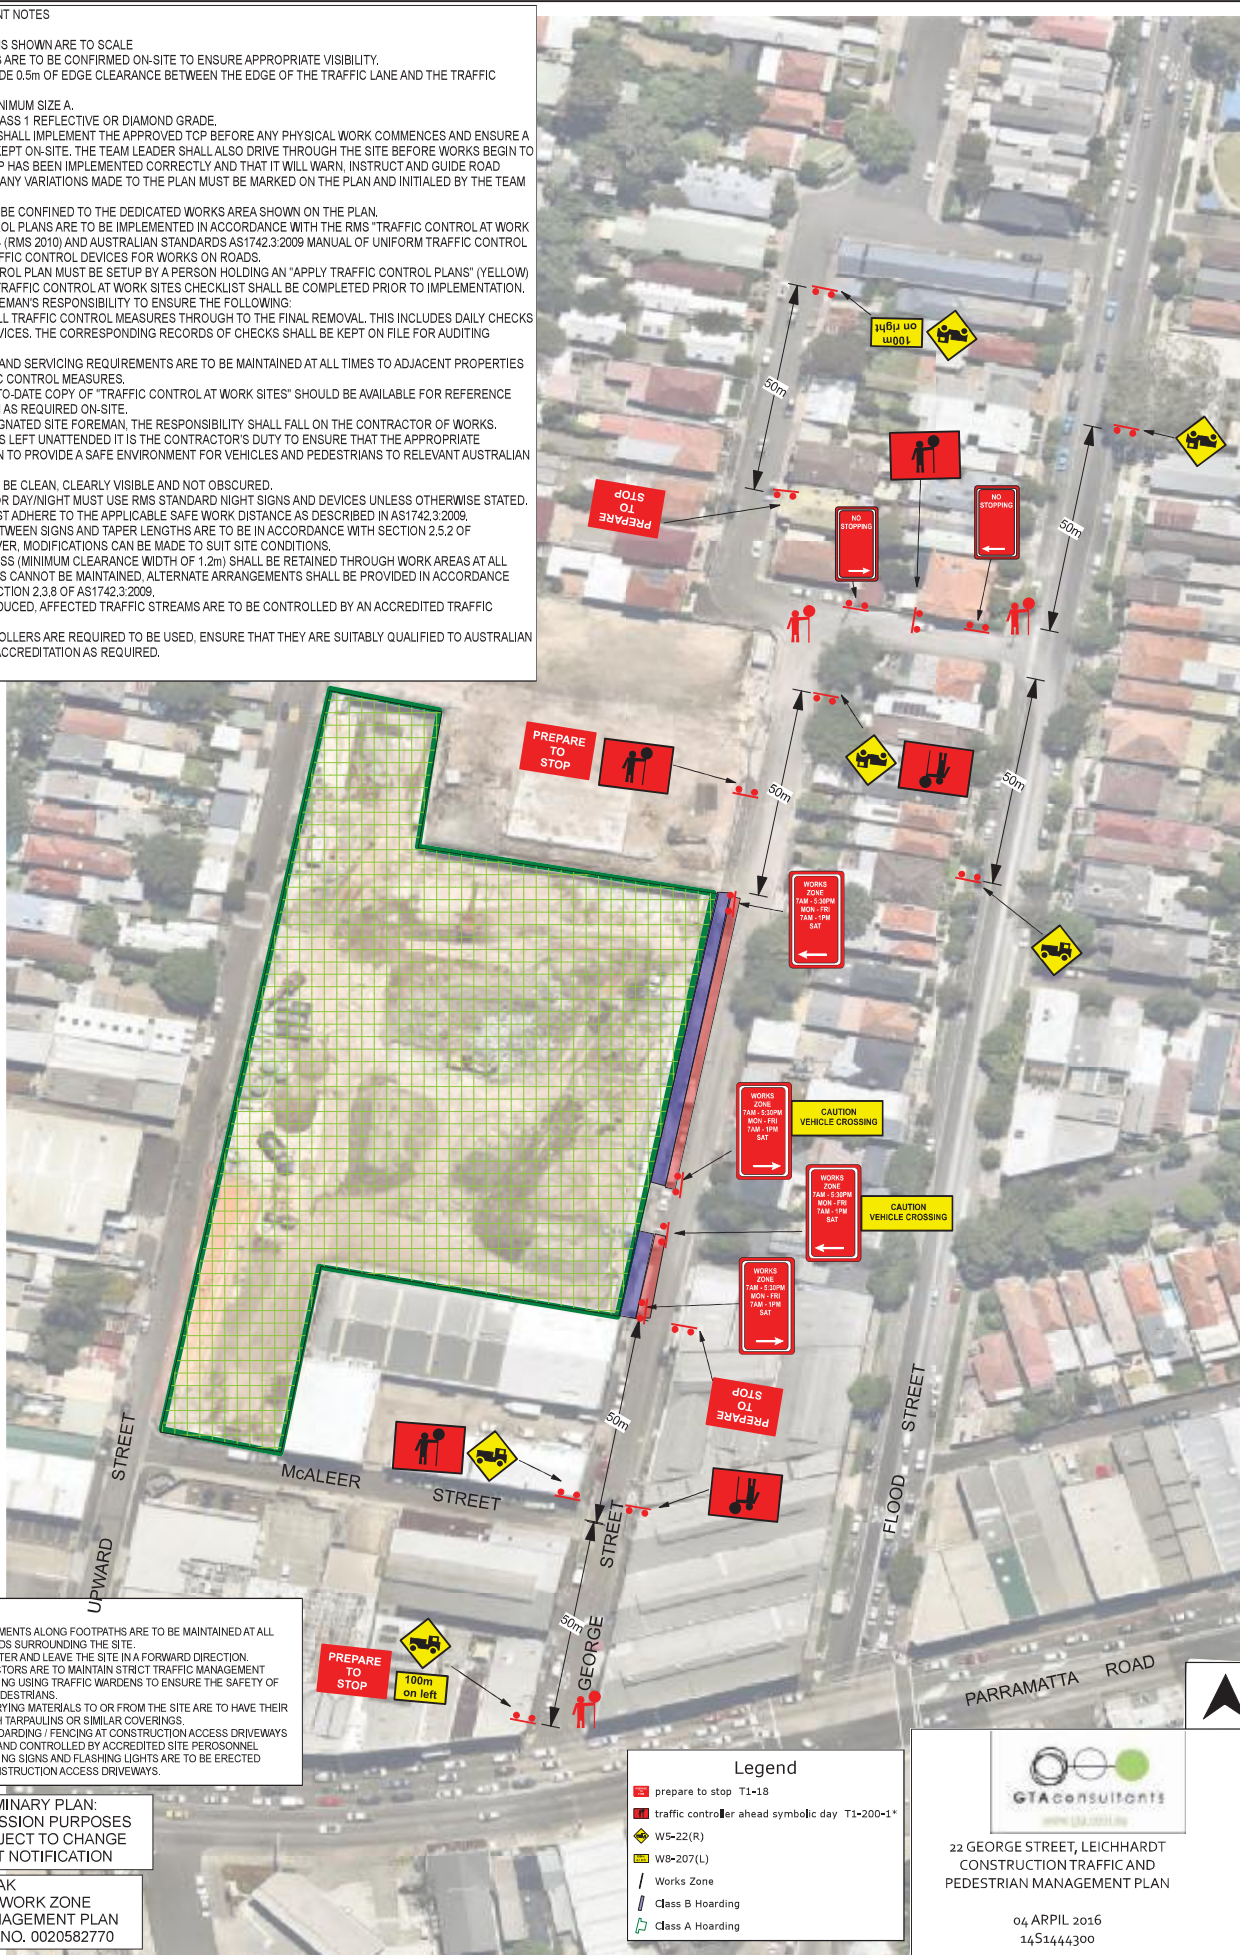 NT NOTES
S SHOWN ARE TO SCALE
S ARE TO BE CONFIRMED ON-SITE TO ENSURE APPROPRIATE VISIBILITY.
DE 0.5m OF EDGE CLEARANCE BETWEEN THE EDGE OF THE TRAFFIC LANE AND THE TRAFFIC
NIMUM SIZE A.
ASS 1 REFLECTIVE OR DIAMOND GRADE.
SHALL IMPLEMENT THE APPROVED TCP BEFORE ANY PHYSICAL WORK COMMENCES AND ENSURE A
EPT ON-SITE. THE TEAM LEADER SHALL ALSO DRIVE THROUGH THE SITE BEFORE WORKS BEGIN TO
P HAS BEEN IMPLEMENTED CORRECTLY AND THAT IT WILL WARN, INSTRUCT AND GUIDE ROAD
ANY VARIATIONS MADE TO THE PLAN MUST BE MARKED ON THE PLAN AND INITIALED BY THE TEAM
BE CONFINED TO THE DEDICATED WORKS AREA SHOWN ON THE PLAN.
OL PLANS ARE TO BE IMPLEMENTED IN ACCORDANCE WITH THE RMS "TRAFFIC CONTROL AT WORK
(RMS 2010) AND AUSTRALIAN STANDARDS AS1742.3:2009 MANUAL OF UNIFORM TRAFFIC CONTROL
FFIC CONTROL DEVICES FOR WORKS ON ROADS.
ROL PLAN MUST BE SETUP BY A PERSON HOLDING AN "APPLY TRAFFIC CONTROL PLANS" (YELLOW)
TRAFFIC CONTROL AT WORK SITES CHECKLIST SHALL BE COMPLETED PRIOR TO IMPLEMENTATION.
EMAN'S RESPONSIBILITY TO ENSURE THE FOLLOWING:
LL TRAFFIC CONTROL MEASURES THROUGH TO THE FINAL REMOVAL. THIS INCLUDES DAILY CHECKS
VICES. THE CORRESPONDING RECORDS OF CHECKS SHALL BE KEPT ON FILE FOR AUDITING
AND SERVICING REQUIREMENTS ARE TO BE MAINTAINED AT ALL TIMES TO ADJACENT PROPERTIES
C CONTROL MEASURES.
TO-DATE COPY OF "TRAFFIC CONTROL AT WORK SITES" SHOULD BE AVAILABLE FOR REFERENCE
AS REQUIRED ON-SITE.
GNATED SITE FOREMAN, THE RESPONSIBILITY SHALL FALL ON THE CONTRACTOR OF WORKS.
S LEFT UNATTENDED IT IS THE CONTRACTOR'S DUTY TO ENSURE THAT THE APPROPRIATE
N TO PROVIDE A SAFE ENVIRONMENT FOR VEHICLES AND PEDESTRIANS TO RELEVANT AUSTRALIAN
BE CLEAN, CLEARLY VISIBLE AND NOT OBSCURED.
OR DAY/NIGHT MUST USE RMS STANDARD NIGHT SIGNS AND DEVICES UNLESS OTHERWISE STATED.
ST ADHERE TO THE APPLICABLE SAFE WORK DISTANCE AS DESCRIBED IN AS1742.3:2009.
TWEEN SIGNS AND TAPER LENGTHS ARE TO BE IN ACCORDANCE WITH SECTION 2.5.2 OF
VER, MODIFICATIONS CAN BE MADE TO SUIT SITE CONDITIONS.
SS (MINIMUM CLEARANCE WIDTH OF 1.2m) SHALL BE RETAINED THROUGH WORK AREAS AT ALL
S CANNOT BE MAINTAINED, ALTERNATE ARRANGEMENTS SHALL BE PROVIDED IN ACCORDANCE
CTION 2.3.8 OF AS1742.3:2009.
DUCED, AFFECTED TRAFFIC STREAMS ARE TO BE CONTROLLED BY AN ACCREDITED TRAFFIC
OLLERS ARE REQUIRED TO BE USED, ENSURE THAT THEY ARE SUITABLY QUALIFIED TO AUSTRALIAN
ACCREDITATION AS REQUIRED.
100m
on right
50m
50m
PREPARE
TO
STOP
NO
STOPPING
NO
STOPPING
PREPARE
TO
STOP
50m
50m
WORKS
ZONE
7AM - 5:30PM
MON - FRI
7AM - 1PM
SAT
WORKS
ZONE
7AM - 5:30PM
MON - FRI
7AM - 1PM
SAT
CAUTION
VEHICLE CROSSING
WORKS
ZONE
7AM - 5:30PM
MON - FRI
7AM - 1PM
SAT
CAUTION
VEHICLE CROSSING
WORKS
ZONE
7AM - 5:30PM
MON - FRI
7AM - 1PM
SAT
PREPARE
TO
STOP
50m
McALEER STREET
UPWARD STREET
FLOOD STREET
GEORGE STREET
50m
PREPARE
TO
STOP
100m
on left
PARRAMATTA ROAD
MENTS ALONG FOOTPATHS ARE TO BE MAINTAINED AT ALL
DS SURROUNDING THE SITE.
TER AND LEAVE THE SITE IN A FORWARD DIRECTION.
CTORS ARE TO MAINTAIN STRICT TRAFFIC MANAGEMENT
NG USING TRAFFIC WARDENS TO ENSURE THE SAFETY OF
DESTRIANS.
RYING MATERIALS TO OR FROM THE SITE ARE TO HAVE THEIR
H TARPAULINS OR SIMILAR COVERINGS.
OARDING / FENCING AT CONSTRUCTION ACCESS DRIVEWAYS
AND CONTROLLED BY ACCREDITED SITE PEROSONNEL
NG SIGNS AND FLASHING LIGHTS ARE TO BE ERECTED
NSTRUCTION ACCESS DRIVEWAYS.
MINARY PLAN:
SSION PURPOSES
JECT TO CHANGE
T NOTIFICATION
AK
WORK ZONE
NAGEMENT PLAN
NO. 0020582770
Legend
prepare to stop T1-18
traffic controller ahead symbolic day T1-200-1*
W5-22(R)
W8-207(L)
Works Zone
Class B Hoarding
Class A Hoarding
GTAconsultants
22 GEORGE STREET, LEICHHARDT
CONSTRUCTION TRAFFIC AND
PEDESTRIAN MANAGEMENT PLAN
04 ARPIL 2016
14S1444300